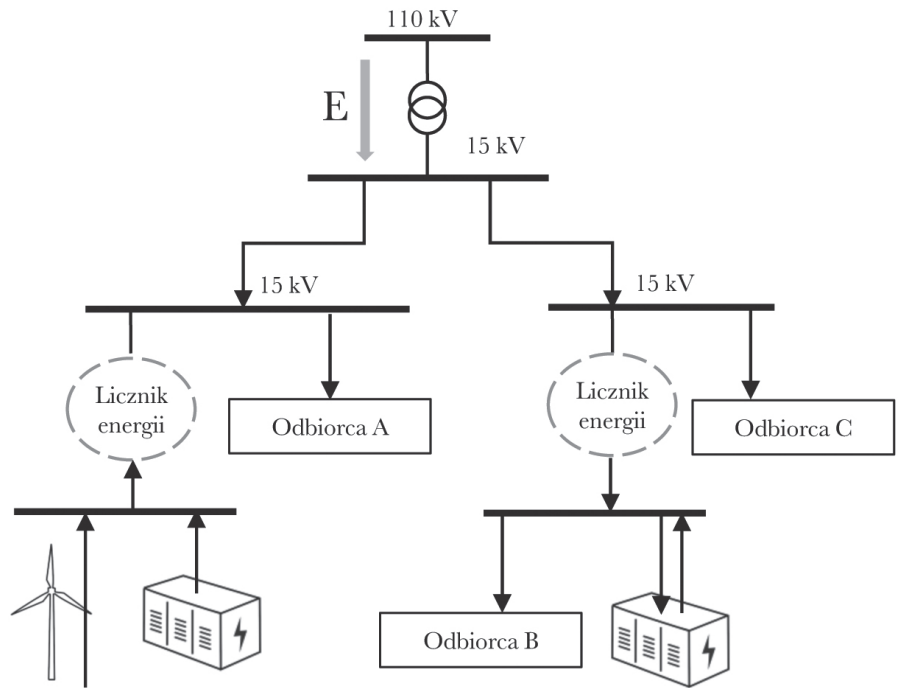 110 kV
E
15 kV
15 kV
15 kV
Licznik
energii
Odbiorca A
Licznik
energii
Odbiorca C
Odbiorca B